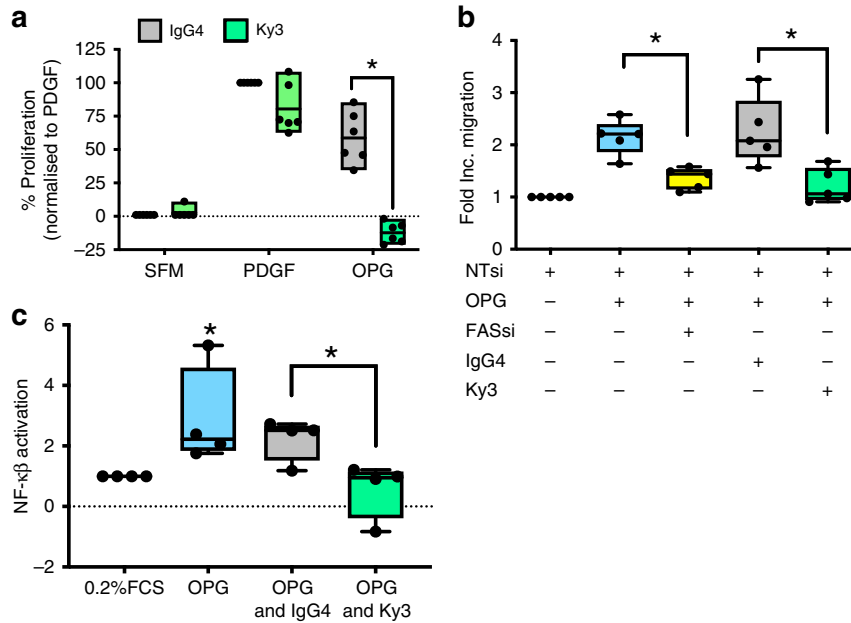 a
IgG4 Ky3
% Proliferation
(normalised to PDGF)
125
100
75
50
25
0
−25
*
SFM PDGF OPG
b
Fold Inc. migration
4
3
2
1
0
* *
NTsi + + + + +
OPG − + + + +
FASsi − − + − −
IgG4 − − − + −
Ky3 − − − − +
c
NF-κβ activation
6
4
2
0
−2
* *
0.2%FCS OPG OPG OPG
and IgG4 and Ky3